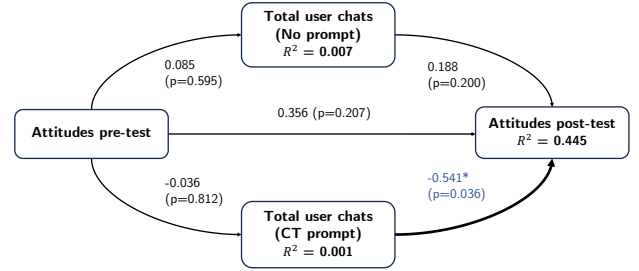 Total user chats
(No prompt)
R² = 0.007
0.085
(p=0.595)
0.188
(p=0.200)
0.356 (p=0.207)
Attitudes pre-test
Attitudes post-test
R² = 0.445
-0.036
(p=0.812)
-0.541*
(p=0.036)
Total user chats
(CT prompt)
R² = 0.001